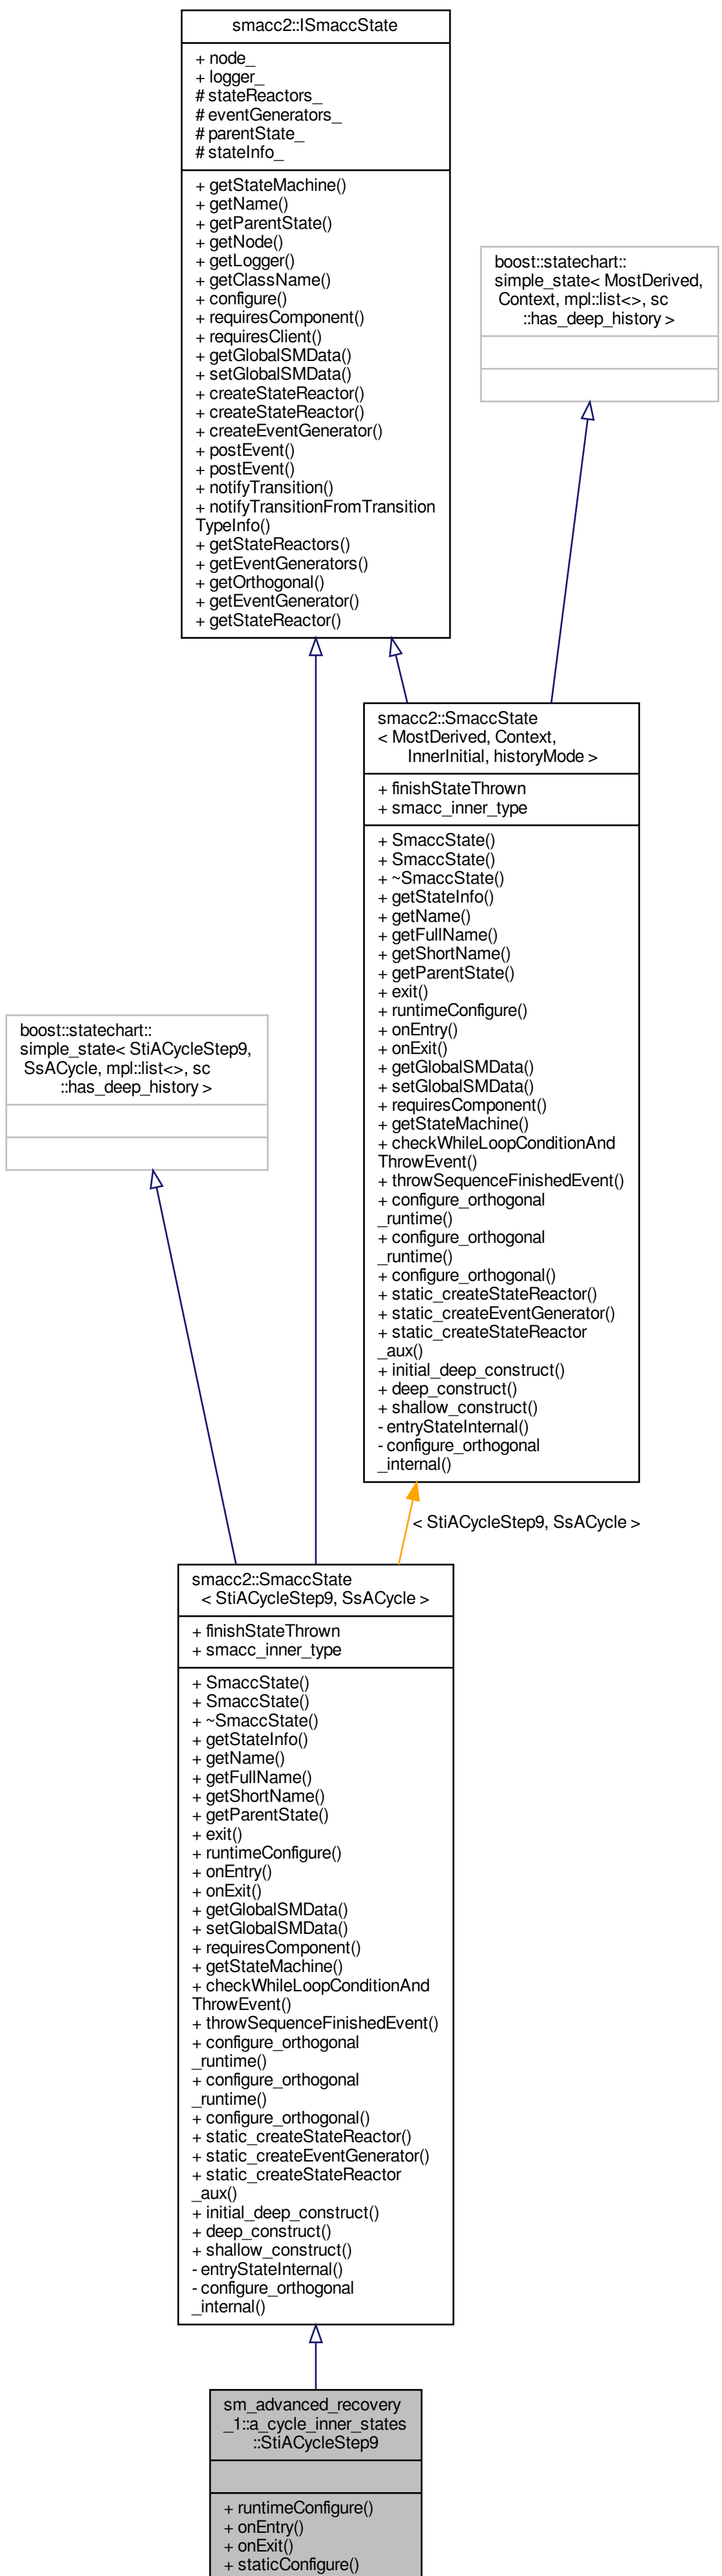 smacc2::ISmaccState
+ node_
+ logger_
# stateReactors_
# eventGenerators_
# parentState_
# stateInfo_
+ getStateMachine()
+ getName()
+ getParentState()
+ getNode()
+ getLogger()
+ getClassName()
+ configure()
+ requiresComponent()
+ requiresClient()
+ getGlobalSMData()
+ setGlobalSMData()
+ createStateReactor()
+ createStateReactor()
+ createEventGenerator()
+ postEvent()
+ postEvent()
+ notifyTransition()
+ notifyTransitionFromTransition
TypeInfo()
+ getStateReactors()
+ getEventGenerators()
+ getOrthogonal()
+ getEventGenerator()
+ getStateReactor()
boost::statechart::
simple_state< MostDerived,
Context, mpl::list<>, sc
::has_deep_history >
smacc2::SmaccState
< MostDerived, Context,
InnerInitial, historyMode >
+ finishStateThrown
+ smacc_inner_type
+ SmaccState()
+ SmaccState()
+ ~SmaccState()
+ getStateInfo()
+ getName()
+ getFullName()
+ getShortName()
+ getParentState()
+ exit()
+ runtimeConfigure()
+ onEntry()
+ onExit()
+ getGlobalSMData()
+ setGlobalSMData()
+ requiresComponent()
+ getStateMachine()
+ checkWhileLoopConditionAnd
ThrowEvent()
+ throwSequenceFinishedEvent()
+ configure_orthogonal
_runtime()
+ configure_orthogonal
_runtime()
+ configure_orthogonal()
+ static_createStateReactor()
+ static_createEventGenerator()
+ static_createStateReactor
_aux()
+ initial_deep_construct()
+ deep_construct()
+ shallow_construct()
- entryStateInternal()
- configure_orthogonal
_internal()
boost::statechart::
simple_state< StiACycleStep9,
SsACycle, mpl::list<>, sc
::has_deep_history >
< StiACycleStep9, SsACycle >
smacc2::SmaccState
< StiACycleStep9, SsACycle >
+ finishStateThrown
+ smacc_inner_type
+ SmaccState()
+ SmaccState()
+ ~SmaccState()
+ getStateInfo()
+ getName()
+ getFullName()
+ getShortName()
+ getParentState()
+ exit()
+ runtimeConfigure()
+ onEntry()
+ onExit()
+ getGlobalSMData()
+ setGlobalSMData()
+ requiresComponent()
+ getStateMachine()
+ checkWhileLoopConditionAnd
ThrowEvent()
+ throwSequenceFinishedEvent()
+ configure_orthogonal
_runtime()
+ configure_orthogonal
_runtime()
+ configure_orthogonal()
+ static_createStateReactor()
+ static_createEventGenerator()
+ static_createStateReactor
_aux()
+ initial_deep_construct()
+ deep_construct()
+ shallow_construct()
- entryStateInternal()
- configure_orthogonal
_internal()
sm_advanced_recovery
_1::a_cycle_inner_states
::StiACycleStep9
+ runtimeConfigure()
+ onEntry()
+ onExit()
+ staticConfigure()